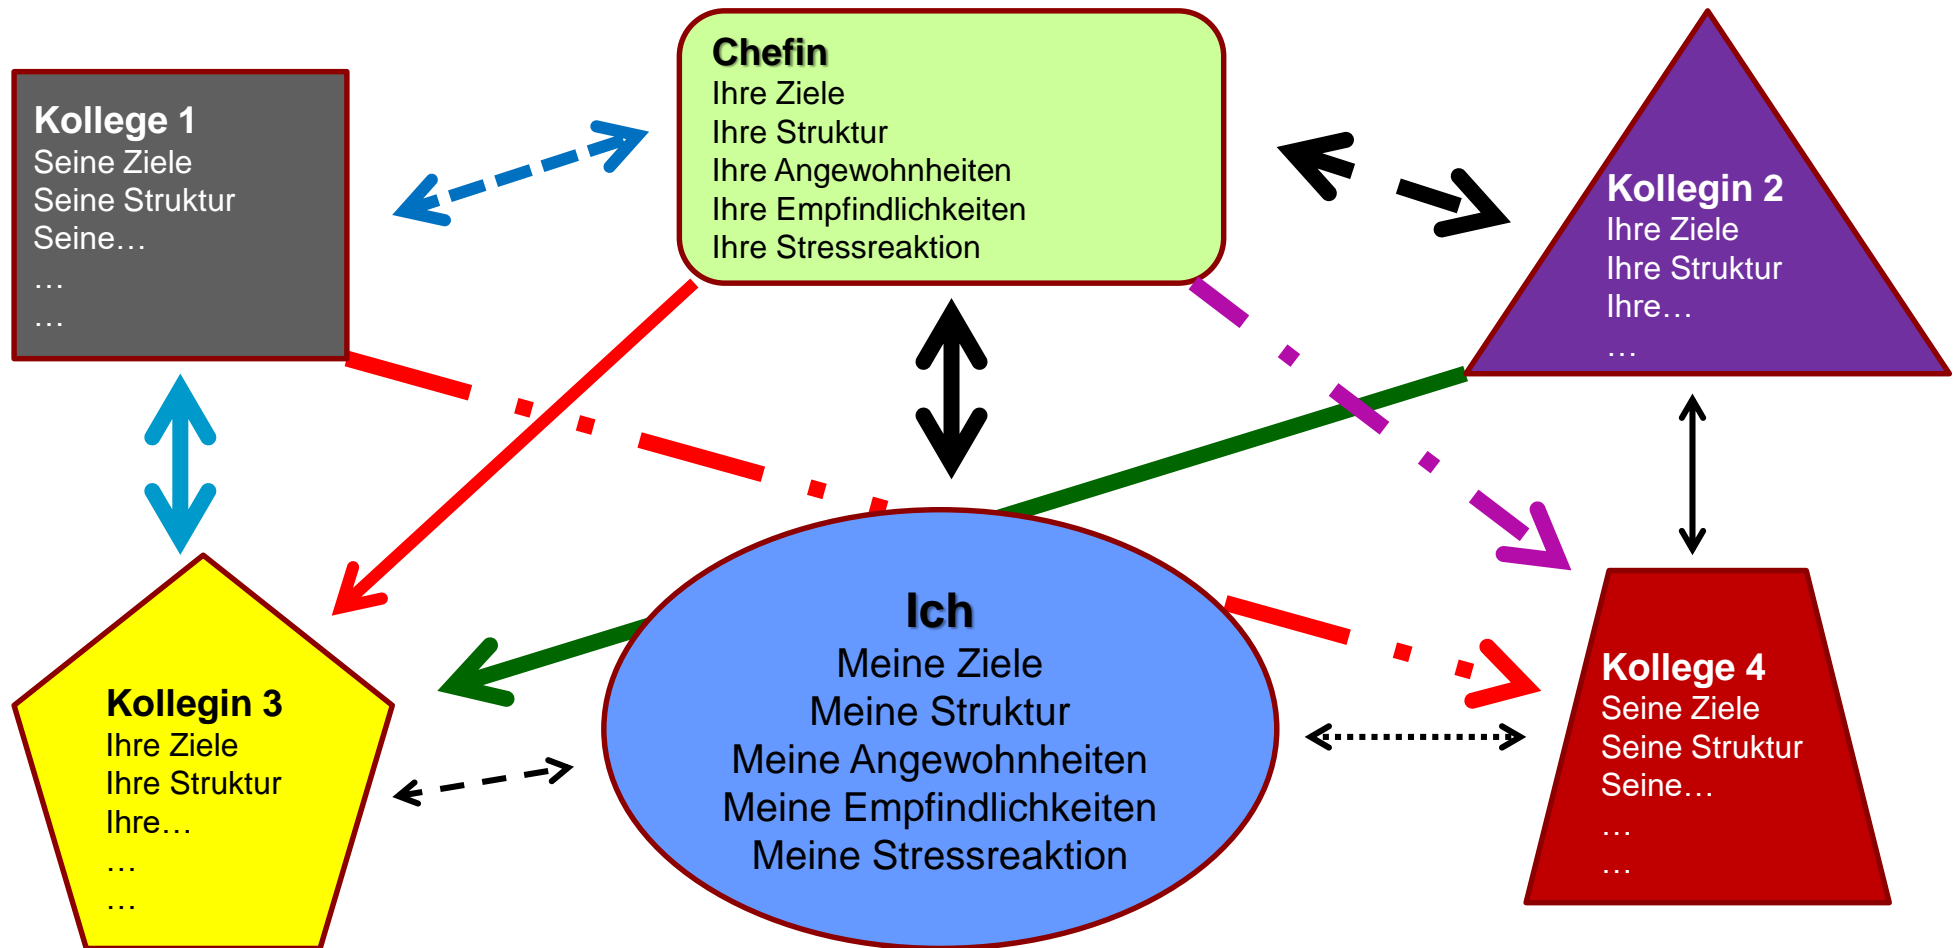 Chefin
Ihre Ziele
Ihre Struktur
Ihre Angewohnheiten
Ihre Empfindlichkeiten
Ihre Stressreaktion
Kollege 1
Seine Ziele
Seine Struktur
Seine…
…
…
Kollegin 2
Ihre Ziele
Ihre Struktur
Ihre…
…
Kollegin 3
Ihre Ziele
Ihre Struktur
Ihre…
…
…
Ich
Meine Ziele
Meine Struktur
Meine Angewohnheiten
Meine Empfindlichkeiten
Meine Stressreaktion
Kollege 4
Seine Ziele
Seine Struktur
Seine…
…
…